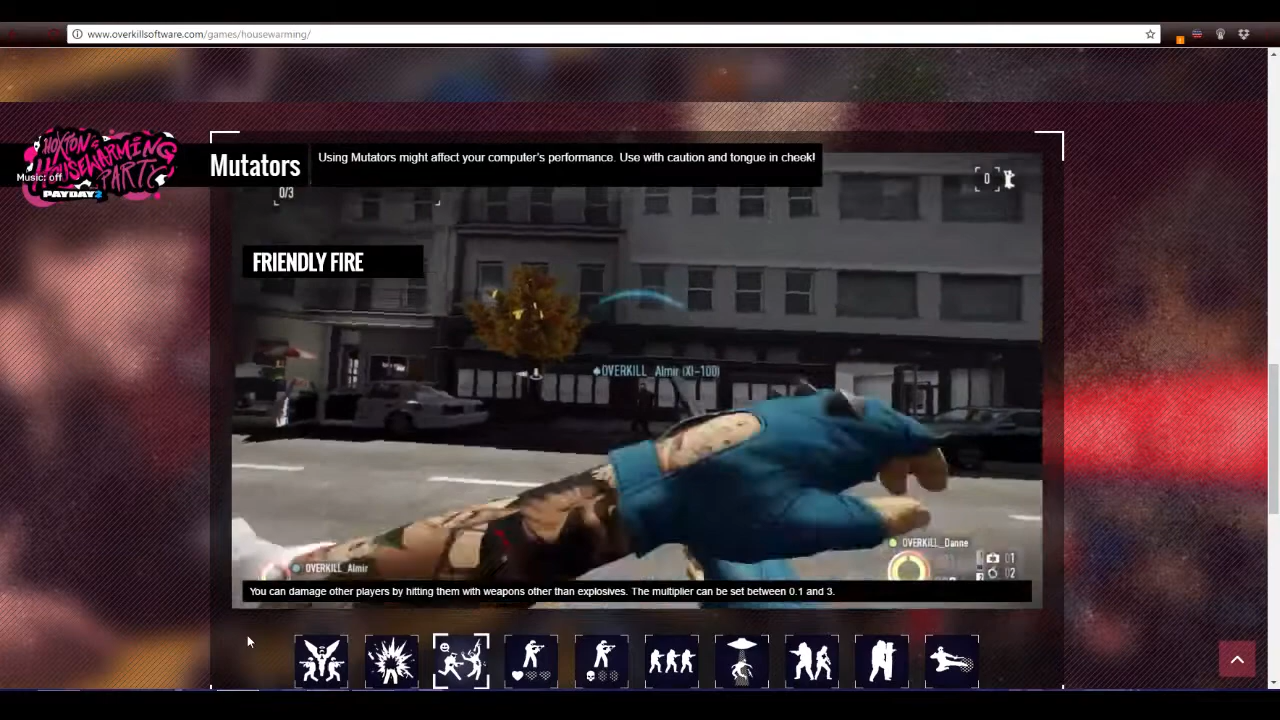 www.overkillsoftware.com/games/housewarming/
HOXTON'S
HOUSEWARMING
PARTY
PAYDAY 2
Music: off
Mutators
Using Mutators might affect your computer's performance. Use with caution and tongue in cheek!
0/3
0
FRIENDLY FIRE
OVERKILL_Almir (XI-100)
OVERKILL_Danne
01
02
OVERKILL_Almir
You can damage other players by hitting them with weapons other than explosives. The multiplier can be set between 0.1 and 3.